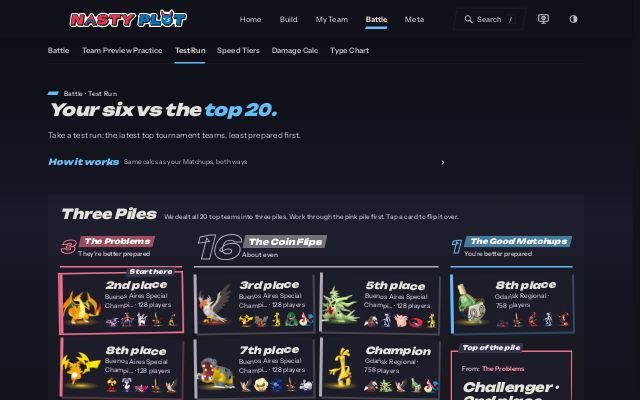 NASTY PLOT
Home
Build
My Team
Battle
Meta
Search /
Battle
Team Preview Practice
Test Run
Speed Tiers
Damage Calc
Type Chart
Battle · Test Run
Your six vs the top 20.
Take a test run: the latest top tournament teams, least prepared first.
How it works Same calcs as your Matchups, both ways
Three Piles We dealt all 20 top teams into three piles. Work through the pink pile first. Tap a card to flip it over.
3 The Problems
They're better prepared
16 The Coin Flips
About even
1 The Good Matchups
You're better prepared
Start here
2nd place
Buenos Aires Special
Champi... · 128 players
3rd place
Buenos Aires Special
Champi... · 128 players
5th place
Buenos Aires Special
Champi... · 128 players
8th place
Gdańsk Regional ·
758 players
8th place
Buenos Aires Special
Champi... · 128 players
7th place
Buenos Aires Special
Champi... · 128 players
Champion
Gdańsk Regional ·
758 players
Top of the pile
From: The Problems
Challenger ·
2nd place